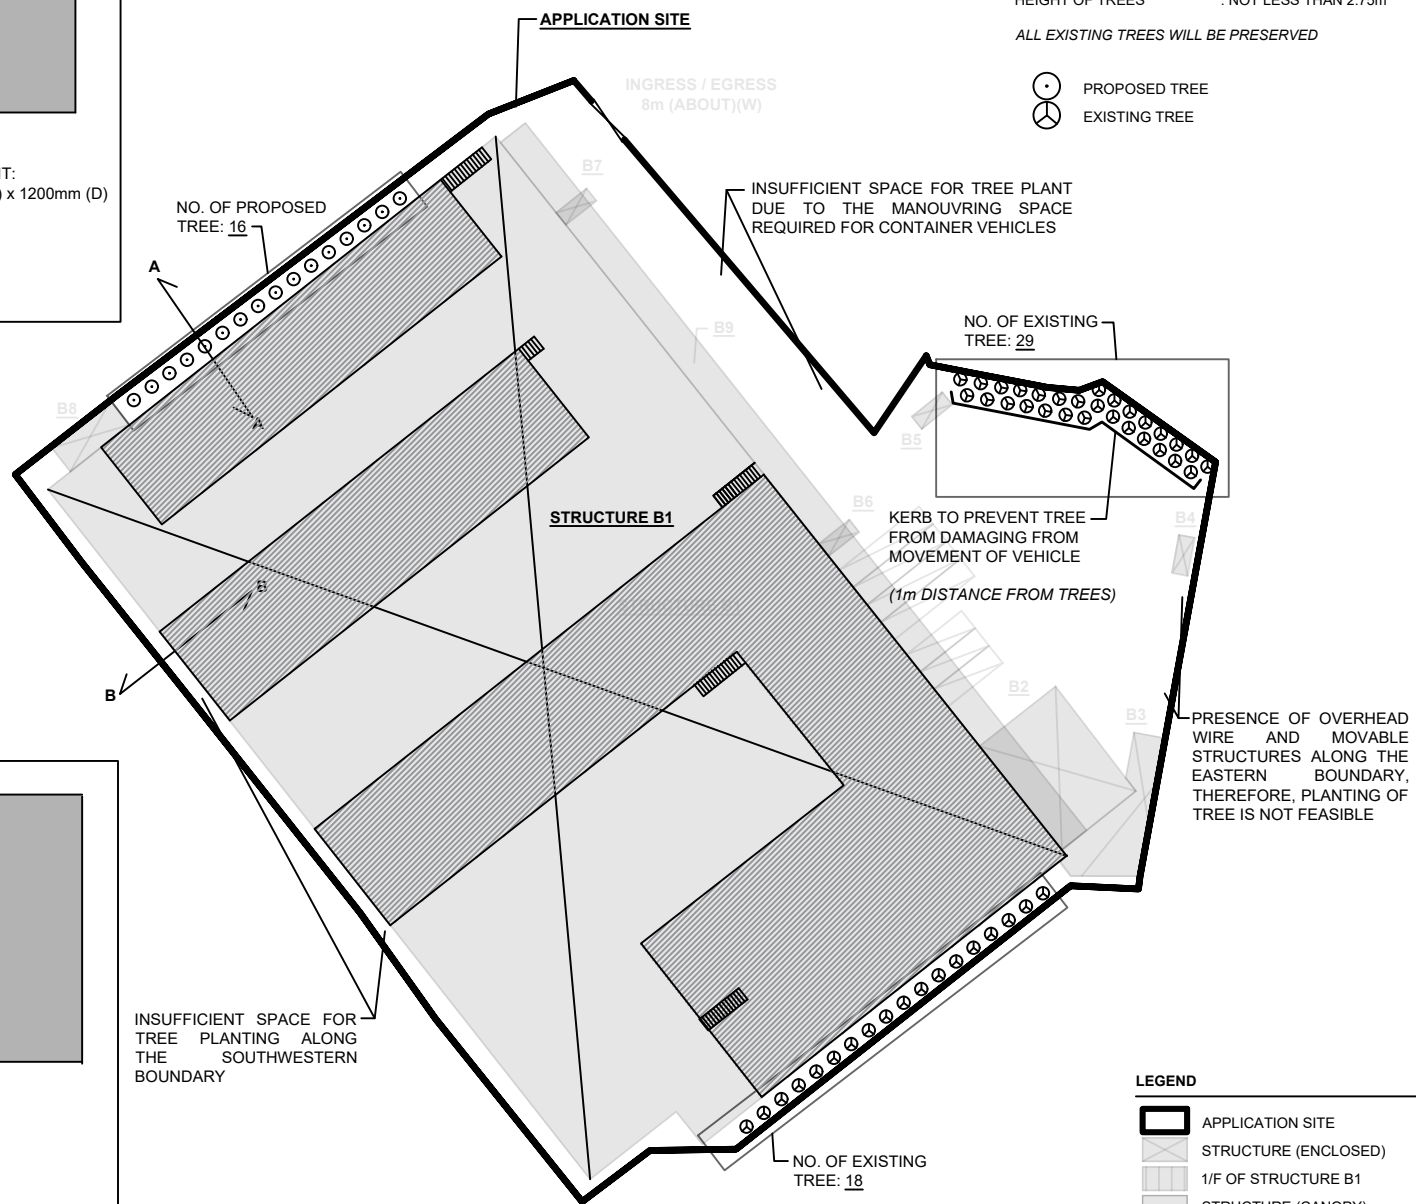 APPLICATION SITE
HEIGHT OF TREES : NOT LESS THAN 2.75m
ALL EXISTING TREES WILL BE PRESERVED
PROPOSED TREE
EXISTING TREE
INGRESS / EGRESS
8m (ABOUT)(W)
x 1200mm (D)
NO. OF PROPOSED
TREE: 16
A
B7
INSUFFICIENT SPACE FOR TREE PLANT
DUE TO THE MANOUVRING SPACE
REQUIRED FOR CONTAINER VEHICLES
B9
NO. OF EXISTING
TREE: 29
B8
B5
STRUCTURE B1
B6
KERB TO PREVENT TREE
FROM DAMAGING FROM
MOVEMENT OF VEHICLE
(1m DISTANCE FROM TREES)
B4
B
B2
B3
PRESENCE OF OVERHEAD
WIRE AND MOVABLE
STRUCTURES ALONG THE
EASTERN BOUNDARY,
THEREFORE, PLANTING OF
TREE IS NOT FEASIBLE
INSUFFICIENT SPACE FOR
TREE PLANTING ALONG
THE SOUTHWESTERN
BOUNDARY
NO. OF EXISTING
TREE: 18
LEGEND
APPLICATION SITE
STRUCTURE (ENCLOSED)
1/F OF STRUCTURE B1
STRUCTURE (CANOPY)